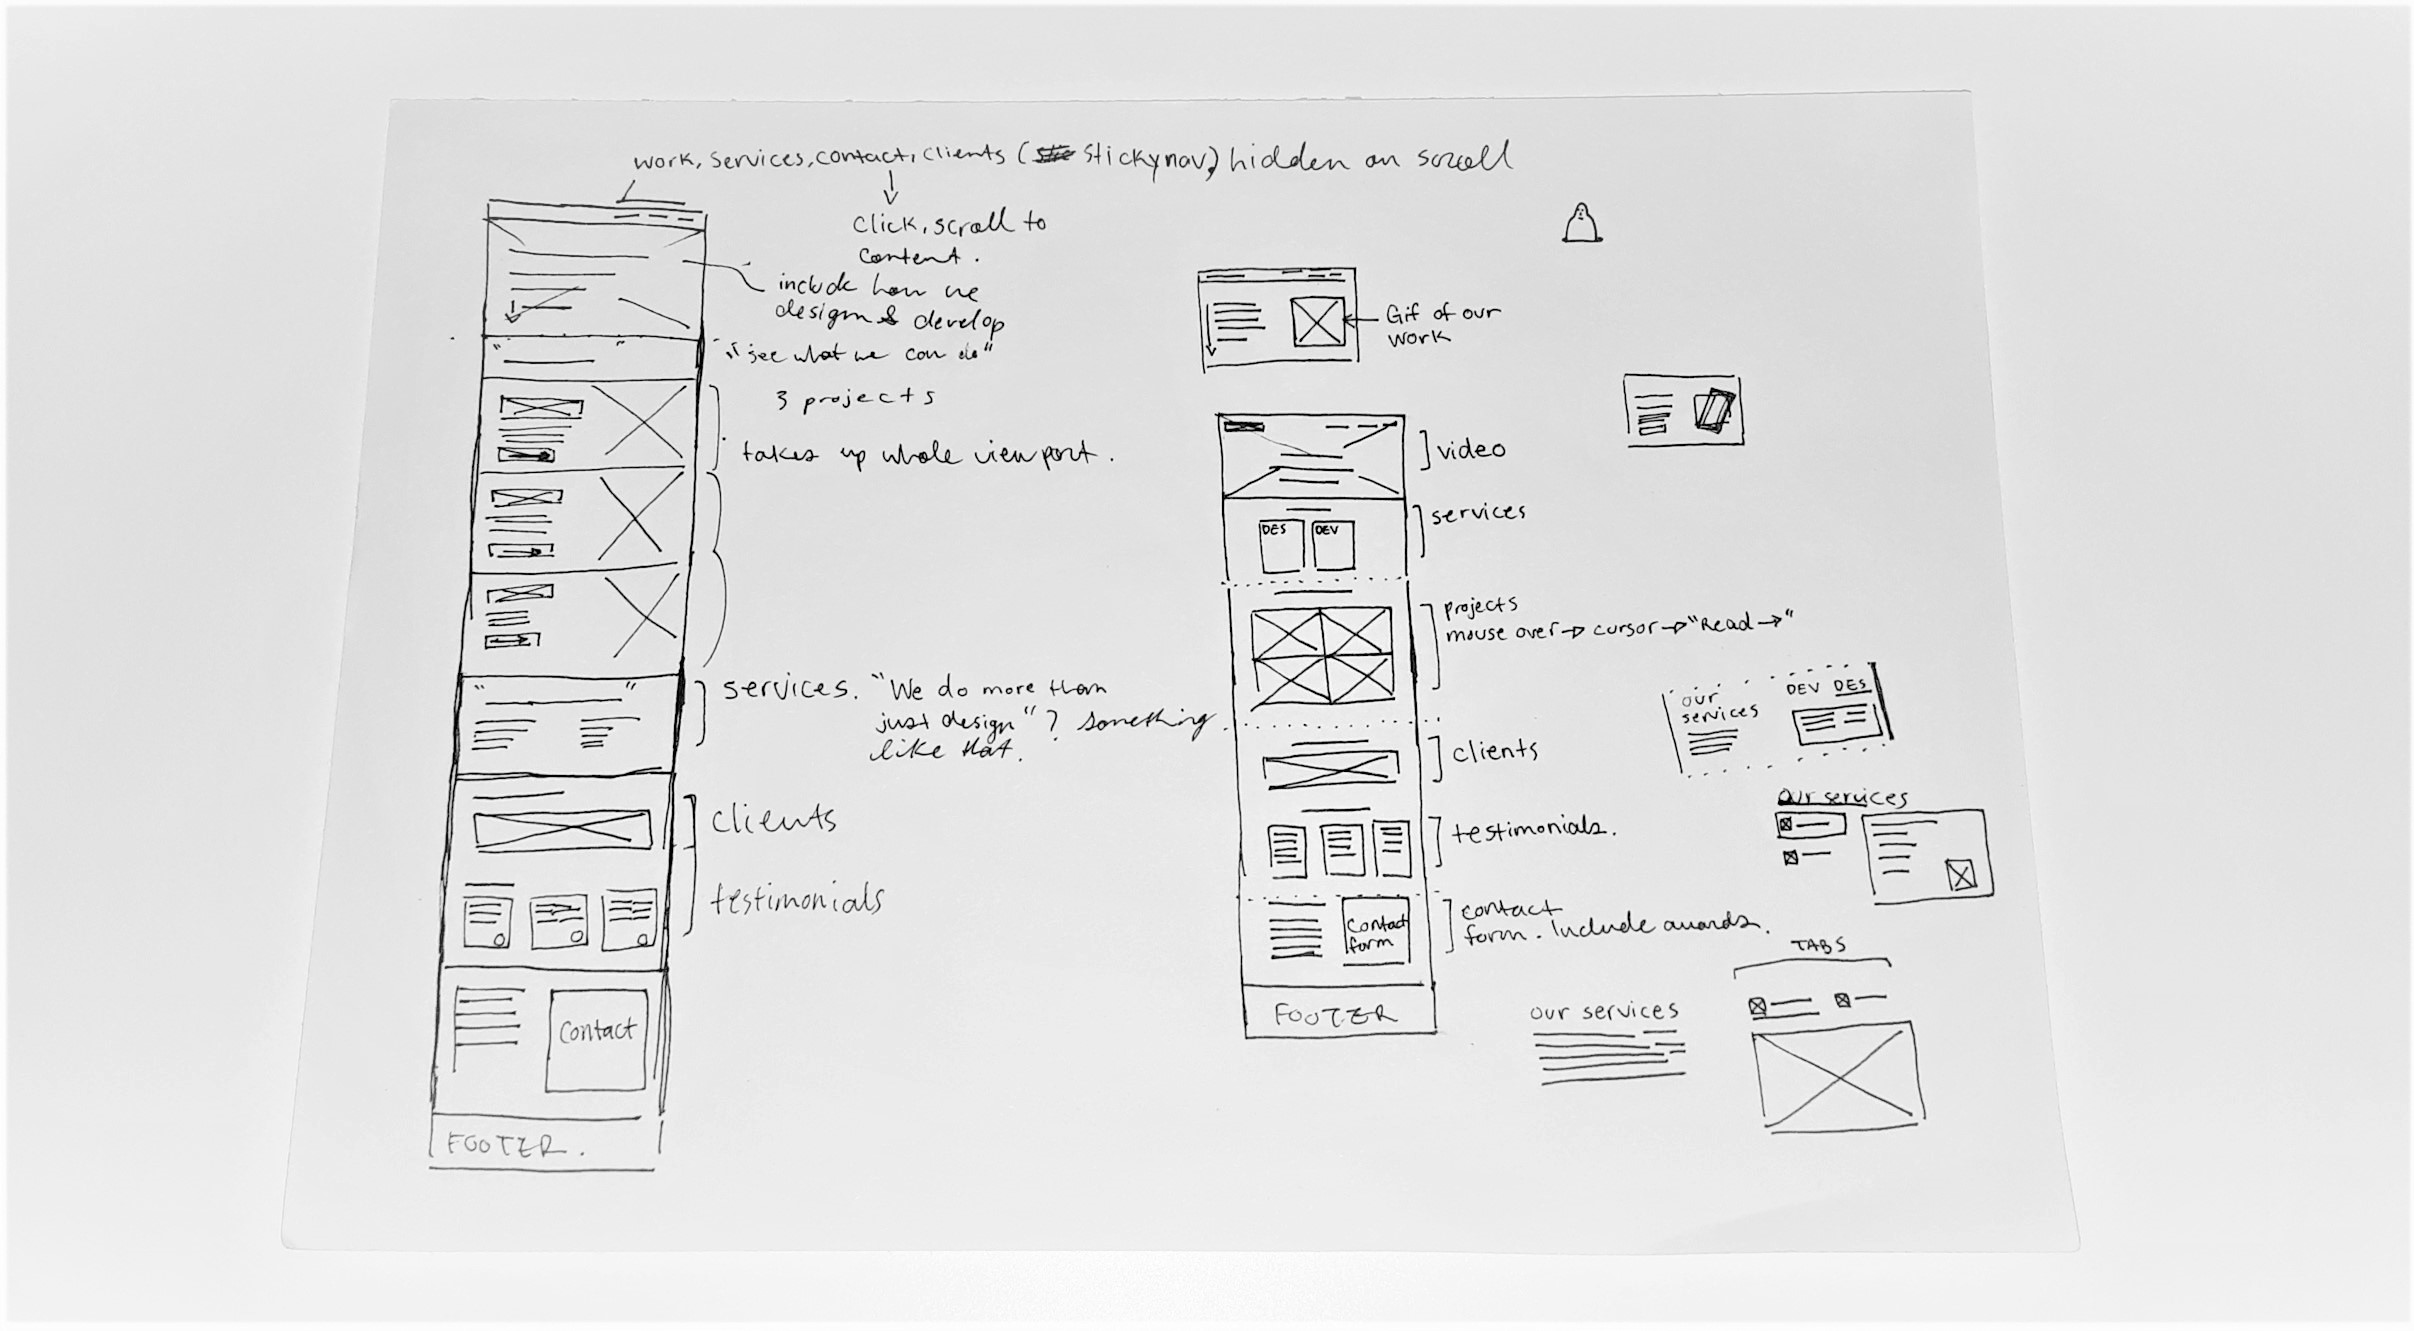 work, services, contact, clients ( stickynav) hidden on scroll
click, scroll to
content.
include how we
design & develop
"see what we can do"
3 projects
takes up whole viewport.
services. "We do more than
just design"? something
like that.
clients
testimonials
Contact
FOOTER.
Gif of our
work
video
services
DES DEV
projects
mouse over → cursor → "Read →"
clients
testimonials.
Contact
form
contact
form. Include awards.
FOOTER
our
services
DEV DES
Our services
TABS
our services